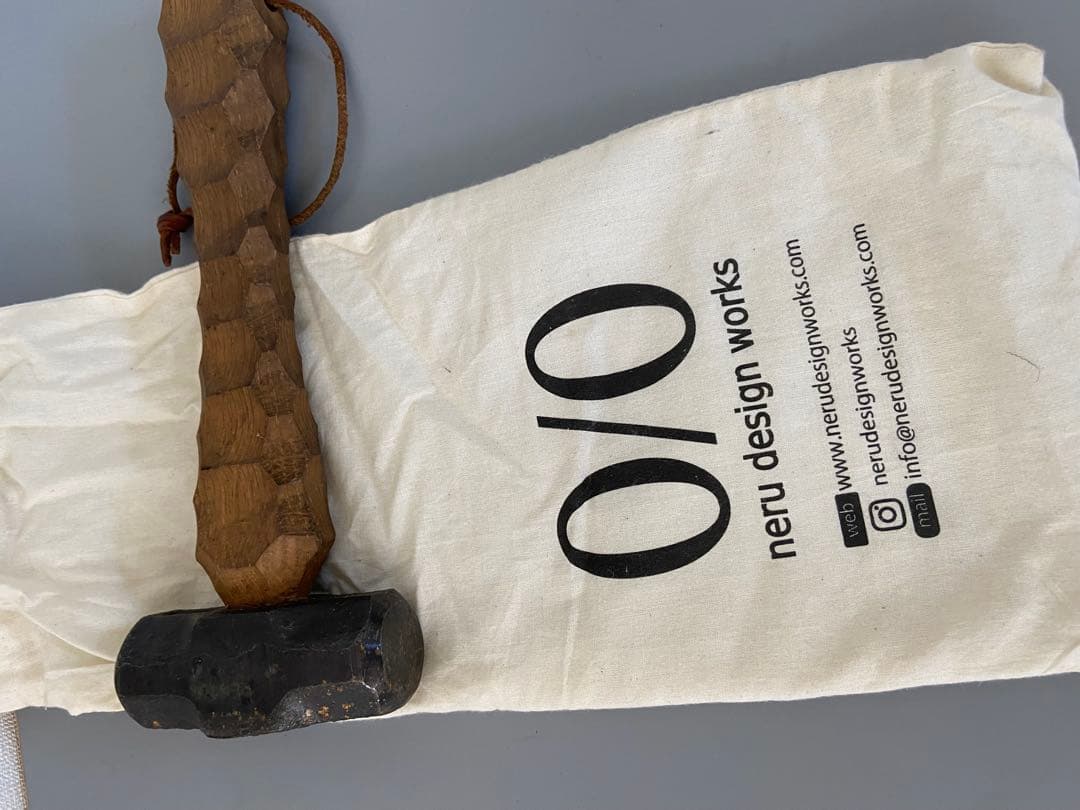 0/0
neru design works
web www.nerudesignworks.com
nerudesignworks
mail info@nerudesignworks.com